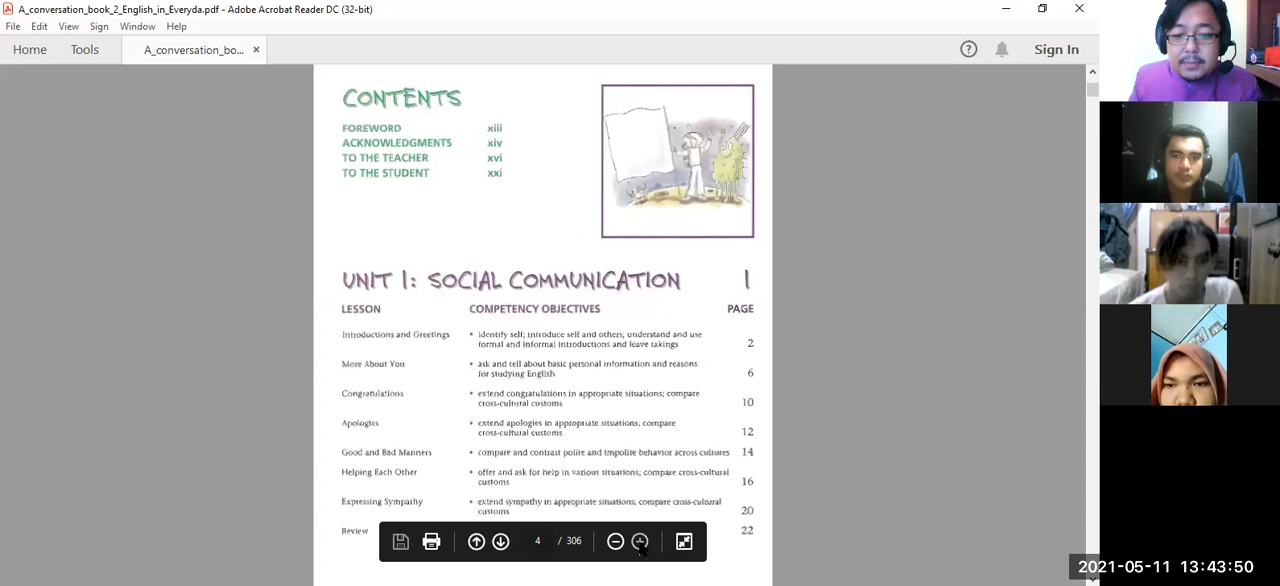 A_conversation_book_2_English_in_Everyda.pdf - Adobe Acrobat Reader DC (32-bit)
File Edit View Sign Window Help
Home Tools A_conversation_bo... × Sign In
CONTENTS
FOREWORD xiii
ACKNOWLEDGMENTS xiv
TO THE TEACHER xvi
TO THE STUDENT xxi
UNIT 1: SOCIAL COMMUNICATION 1
LESSON COMPETENCY OBJECTIVES PAGE
Introductions and Greetings • identify self; introduce self and others; understand and use
formal and informal introductions and leave takings 2
More About You • ask and tell about basic personal information and reasons
for studying English 6
Congratulations • extend congratulations in appropriate situations; compare
cross-cultural customs 10
Apologies • extend apologies in appropriate situations; compare
cross-cultural customs 12
Good and Bad Manners • compare and contrast polite and impolite behavior across cultures 14
Helping Each Other • offer and ask for help in various situations; compare cross-cultural
customs 16
Expressing Sympathy • extend sympathy in appropriate situations; compare cross-cultural
customs 20
Review 22
4 / 306
2021-05-11 13:43:50